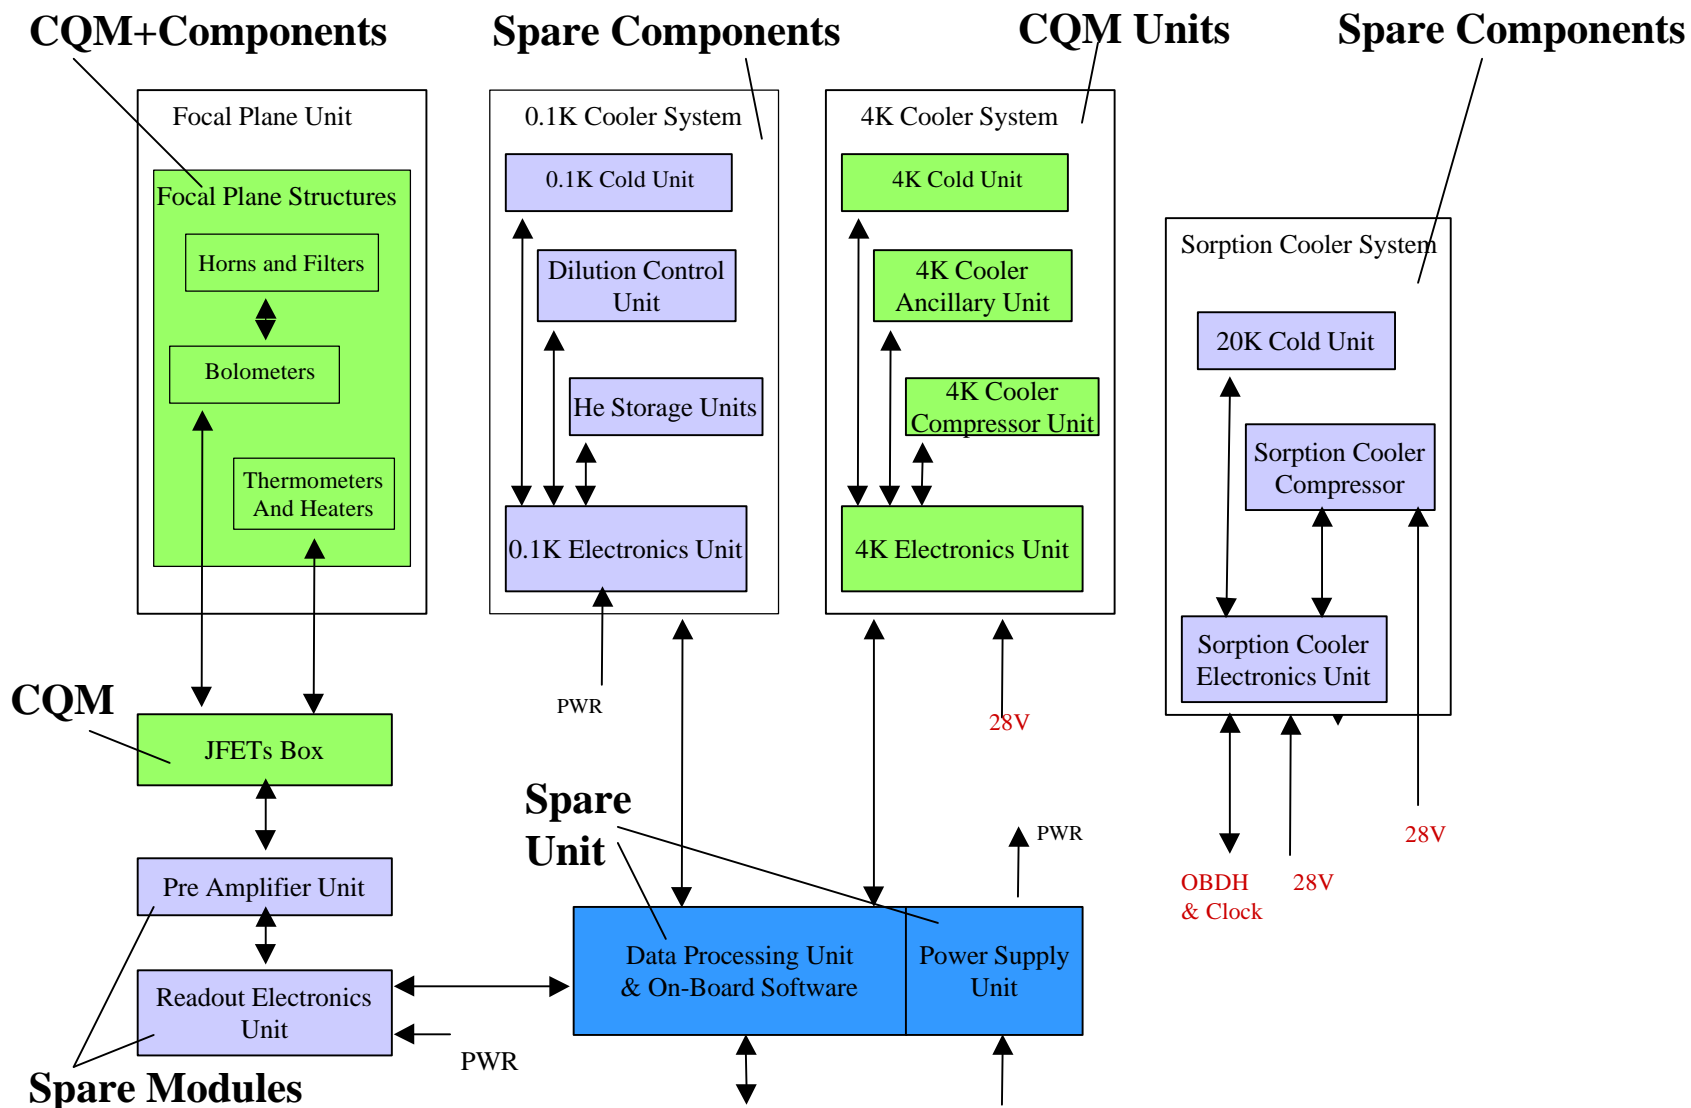 CQM+Components
Spare Components
CQM Units
Spare Components
Focal Plane Unit
Focal Plane Structures
Horns and Filters
Bolometers
Thermometers
And Heaters
0.1K Cooler System
0.1K Cold Unit
Dilution Control
Unit
He Storage Units
0.1K Electronics Unit
PWR
4K Cooler System
4K Cold Unit
4K Cooler
Ancillary Unit
4K Cooler
Compressor Unit
4K Electronics Unit
28V
Sorption Cooler System
20K Cold Unit
Sorption Cooler
Compressor
Sorption Cooler
Electronics Unit
OBDH
& Clock
28V
28V
CQM
JFETs Box
Pre Amplifier Unit
Readout Electronics
Unit
PWR
Spare Modules
Spare
Unit
PWR
Data Processing Unit
& On-Board Software
Power Supply
Unit